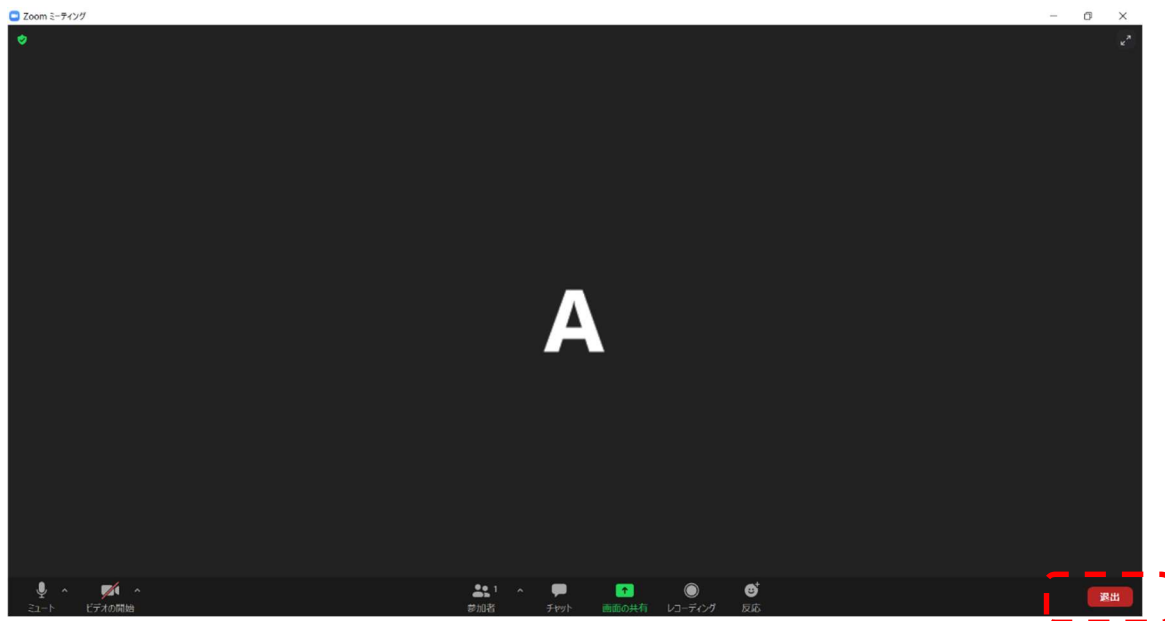 Zoom ミーティング
A
ミュート
ビデオの開始
参加者 1
チャット
画面の共有
レコーディング
反応
退出